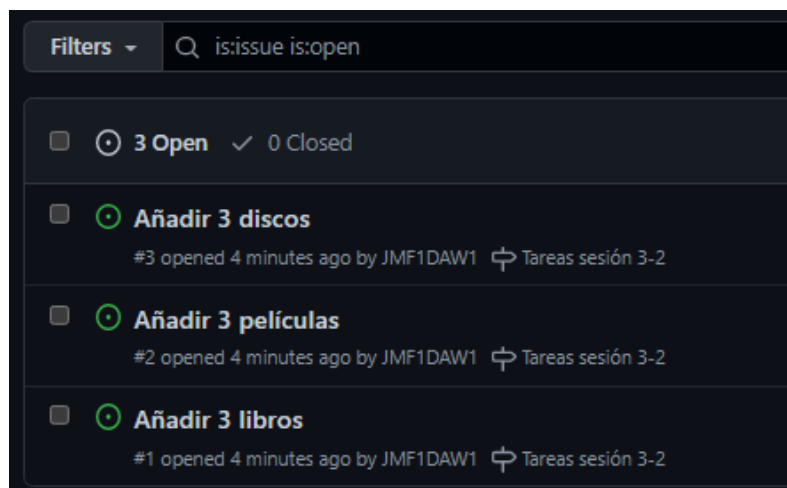 Filters is:issue is:open
3 Open 0 Closed
Añadir 3 discos
#3 opened 4 minutes ago by JMF1DAW1 Tareas sesión 3-2
Añadir 3 películas
#2 opened 4 minutes ago by JMF1DAW1 Tareas sesión 3-2
Añadir 3 libros
#1 opened 4 minutes ago by JMF1DAW1 Tareas sesión 3-2